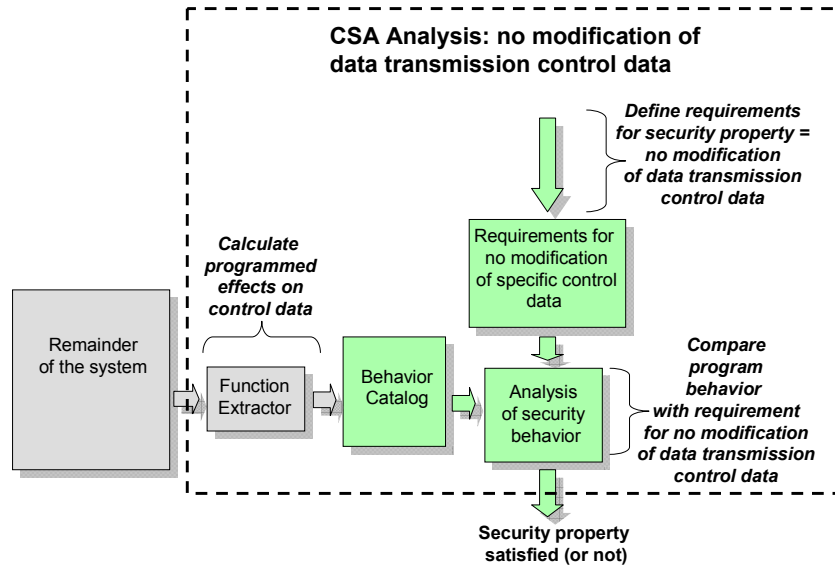 CSA Analysis: no modification of
data transmission control data
Define requirements
for security property =
no modification
of data transmission
control data
Requirements for
no modification
of specific control
data
Calculate
programmed
effects on
control data
Remainder
of the system
Function
Extractor
Behavior
Catalog
Analysis
of security
behavior
Compare
program
behavior
with requirement
for no modification
of data transmission
control data
Security property
satisfied (or not)